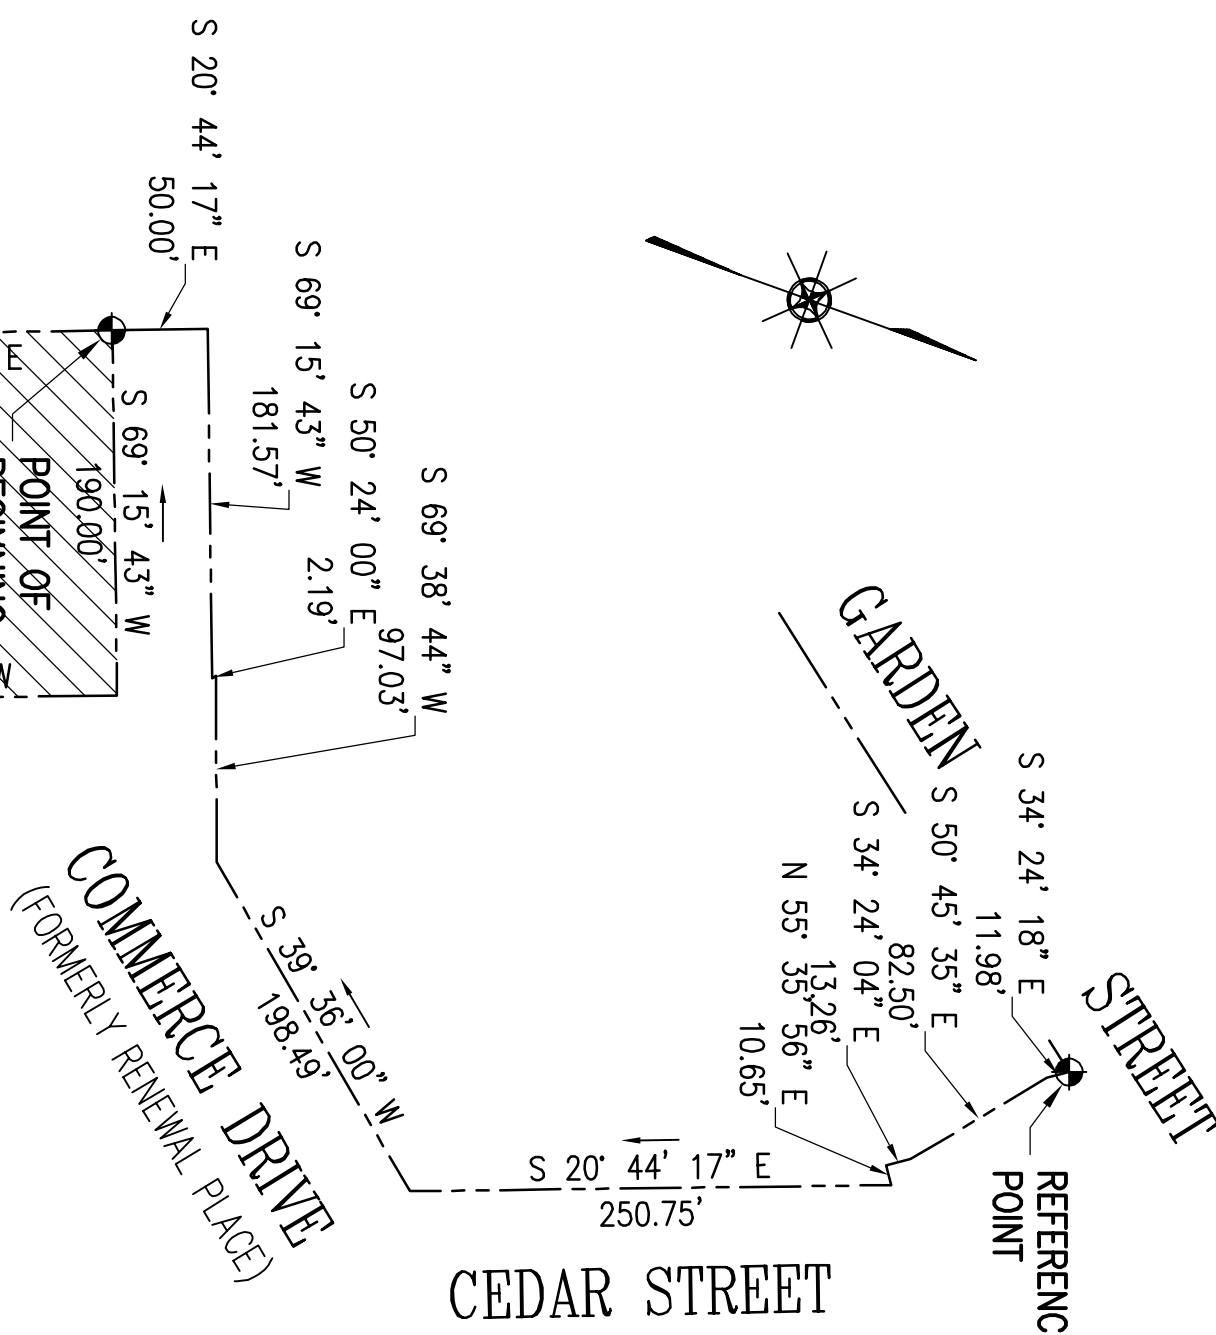 S 20° 44' 17" E
50.00'
S 69° 15' 43" W
181.57'
S 50° 24' 00" E
2.19'
S 69° 38' 44" W
97.03'
GARDEN
STREET
S 34° 24' 18" E
11.98'
S 50° 45' 35" E
82.50'
S 34° 24' 04" E
13.26'
N 55° 35' 56" E
10.65'
REFERENC
POINT
S 20° 44' 17" E
250.75'
CEDAR STREET
S 39° 36' 00" W
198.49'
COMMERCE DRIVE
(FORMERLY RENEWAL PLACE)
S 69° 15' 43" W
190.00'
POINT OF
E
W